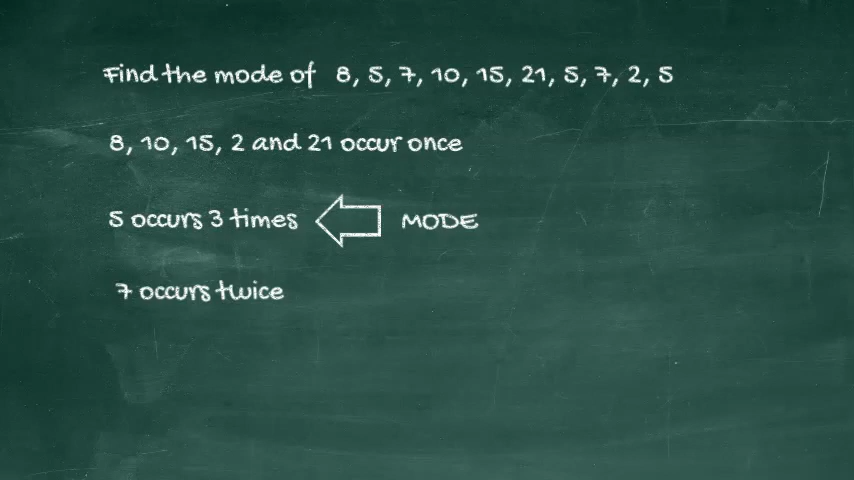 Find the mode of 8, 5, 7, 10, 15, 21, 5, 7, 2, 5
8, 10, 15, 2 and 21 occur once
5 occurs 3 times MODE
7 occurs twice